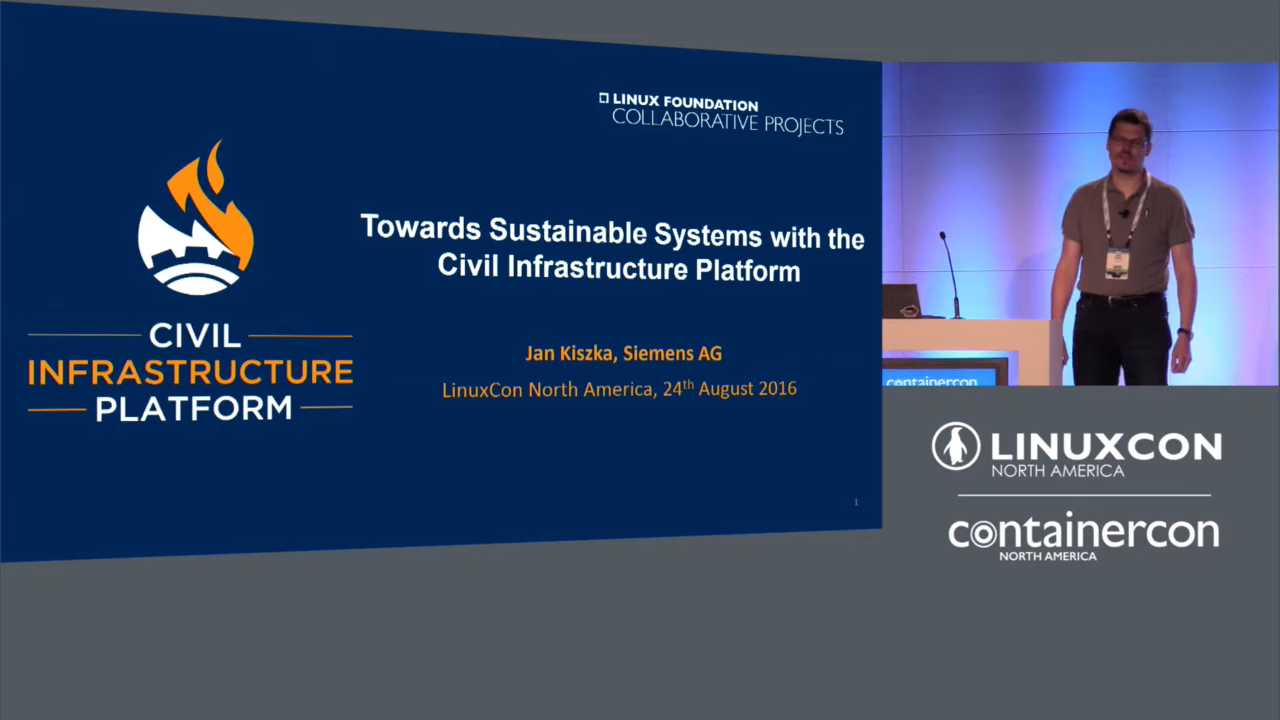 LINUX FOUNDATION
COLLABORATIVE PROJECTS
Towards Sustainable Systems with the
Civil Infrastructure Platform
CIVIL
INFRASTRUCTURE
PLATFORM
Jan Kiszka, Siemens AG
LinuxCon North America, 24th August 2016
1
containercon
LINUXCON
NORTH AMERICA
containercon
NORTH AMERICA